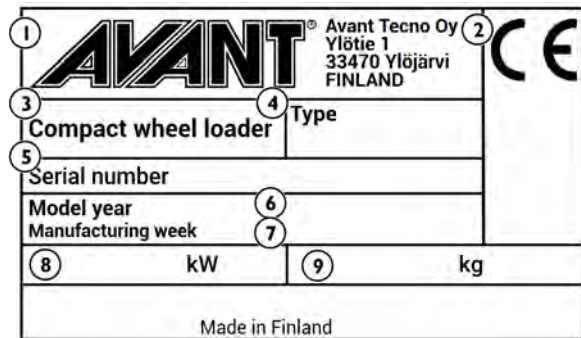 1
AVANT®
Avant Tecno Oy
Ylötie 1
33470 Ylöjärvi
FINLAND
2
CE
3
Compact wheel loader
4
Type
5
Serial number
Model year
6
Manufacturing week
7
8 kW
9 kg
Made in Finland